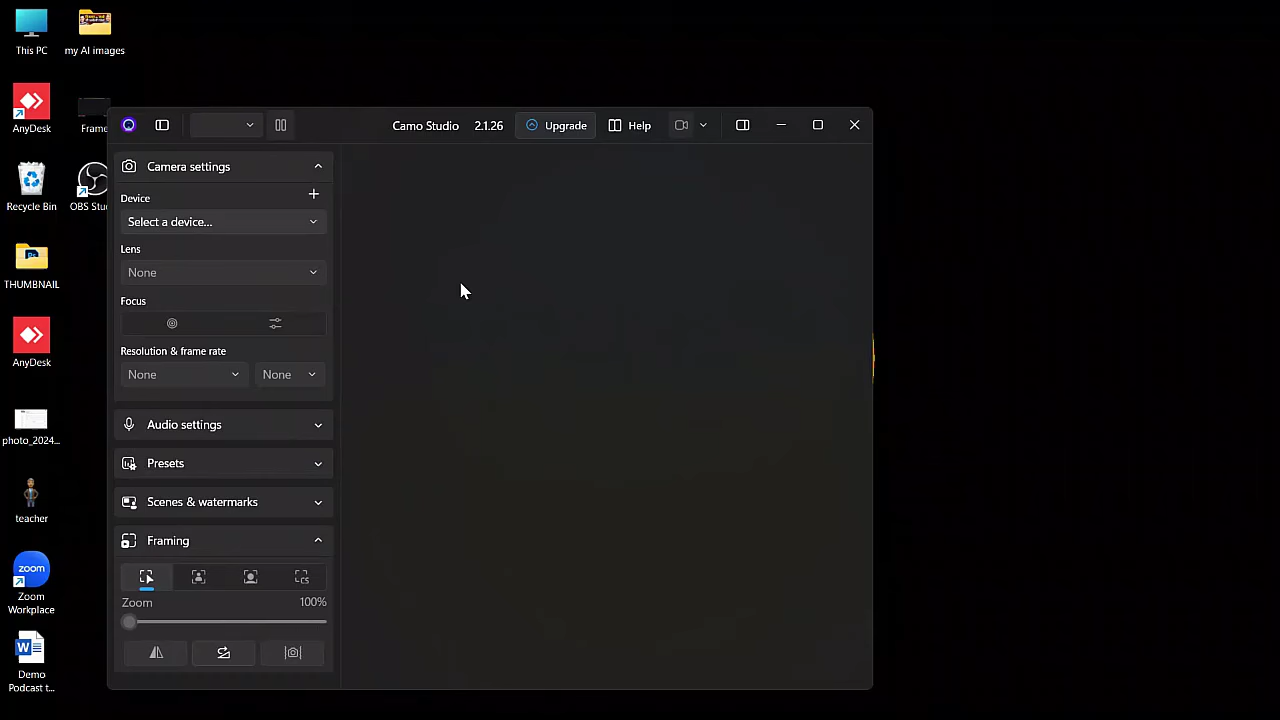 This PC
my AI images
AnyDesk
Frame
Recycle Bin
OBS Stu
THUMBNAIL
AnyDesk
photo_2024...
teacher
zoom
Zoom
Workplace
Demo
Podcast t...
Camo Studio 2.1.26
Upgrade
Help
Camera settings
Device
Select a device...
Lens
None
Focus
Resolution & frame rate
None
None
Audio settings
Presets
Scenes & watermarks
Framing
CS
Zoom 100%